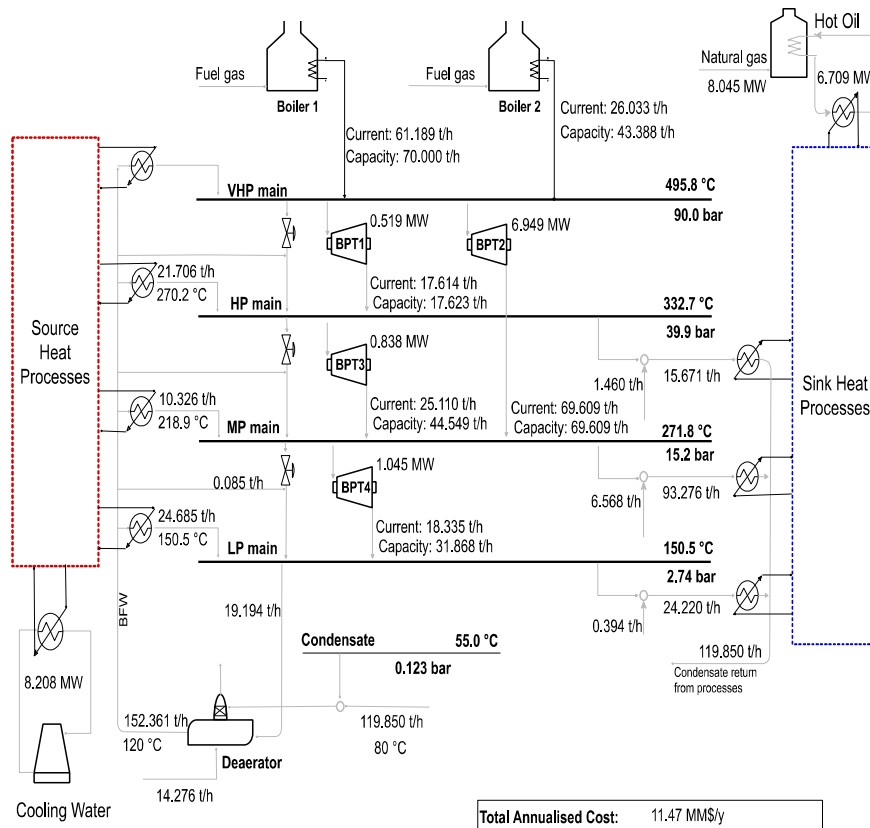 Hot Oil
Natural gas
8.045 MW
6.709 MW
Fuel gas
Fuel gas
Boiler 1
Boiler 2
Current: 61.189 t/h
Capacity: 70.000 t/h
Current: 26.033 t/h
Capacity: 43.388 t/h
VHP main
495.8 °C
90.0 bar
0.519 MW
BPT1
6.949 MW
BPT2
21.706 t/h
270.2 °C
Current: 17.614 t/h
Capacity: 17.623 t/h
HP main
332.7 °C
39.9 bar
Source
Heat
Processes
0.838 MW
BPT3
1.460 t/h
15.671 t/h
Sink Heat
Processes
10.326 t/h
218.9 °C
Current: 25.110 t/h
Capacity: 44.549 t/h
Current: 69.609 t/h
Capacity: 69.609 t/h
MP main
271.8 °C
15.2 bar
1.045 MW
BPT4
0.085 t/h
6.568 t/h
93.276 t/h
24.685 t/h
150.5 °C
Current: 18.335 t/h
Capacity: 31.868 t/h
LP main
150.5 °C
2.74 bar
BFW
19.194 t/h
0.394 t/h
24.220 t/h
Condensate
55.0 °C
0.123 bar
119.850 t/h
Condensate return
from processes
8.208 MW
152.361 t/h
120 °C
119.850 t/h
80 °C
Deaerator
14.276 t/h
Cooling Water
Total Annualised Cost: 11.47 MM$/y